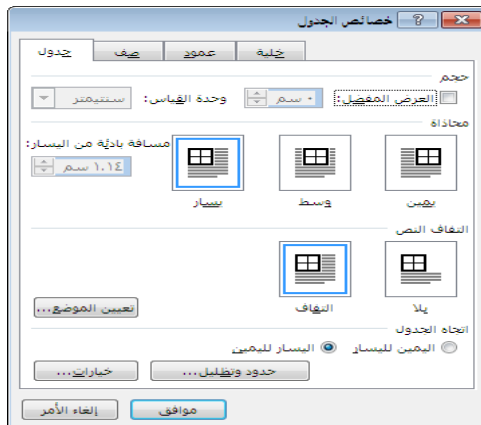 خصائص الجدول
جدول صف عمود خلية
حجم
العرض المفضل: ٠ سم وحدة القياس: سنتيمتر
محاذاة
مسافة بادئة من اليسار:
١.١٤ سم
يمين وسط يسار
التفاف النص
بلا التفاف
تعيين الموضع...
اتجاه الجدول
اليمين لليسار اليسار لليمين
حدود وتظليل... خيارات...
موافق إلغاء الأمر